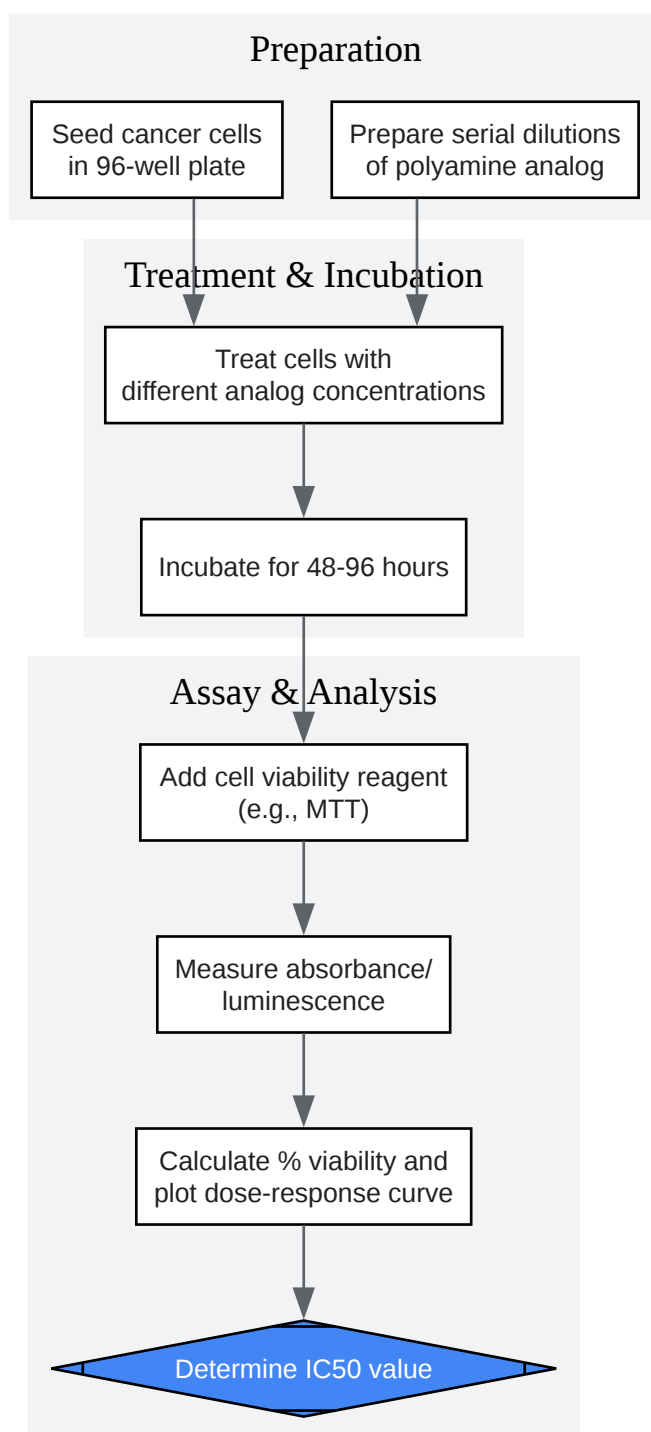 Preparation
Seed cancer cells
in 96-well plate
Prepare serial dilutions
of polyamine analog
Treatment & Incubation
Treat cells with
different analog concentrations
Incubate for 48-96 hours
Assay & Analysis
Add cell viability reagent
(e.g., MTT)
Measure absorbance/
luminescence
Calculate % viability and
plot dose-response curve
Determine IC50 value